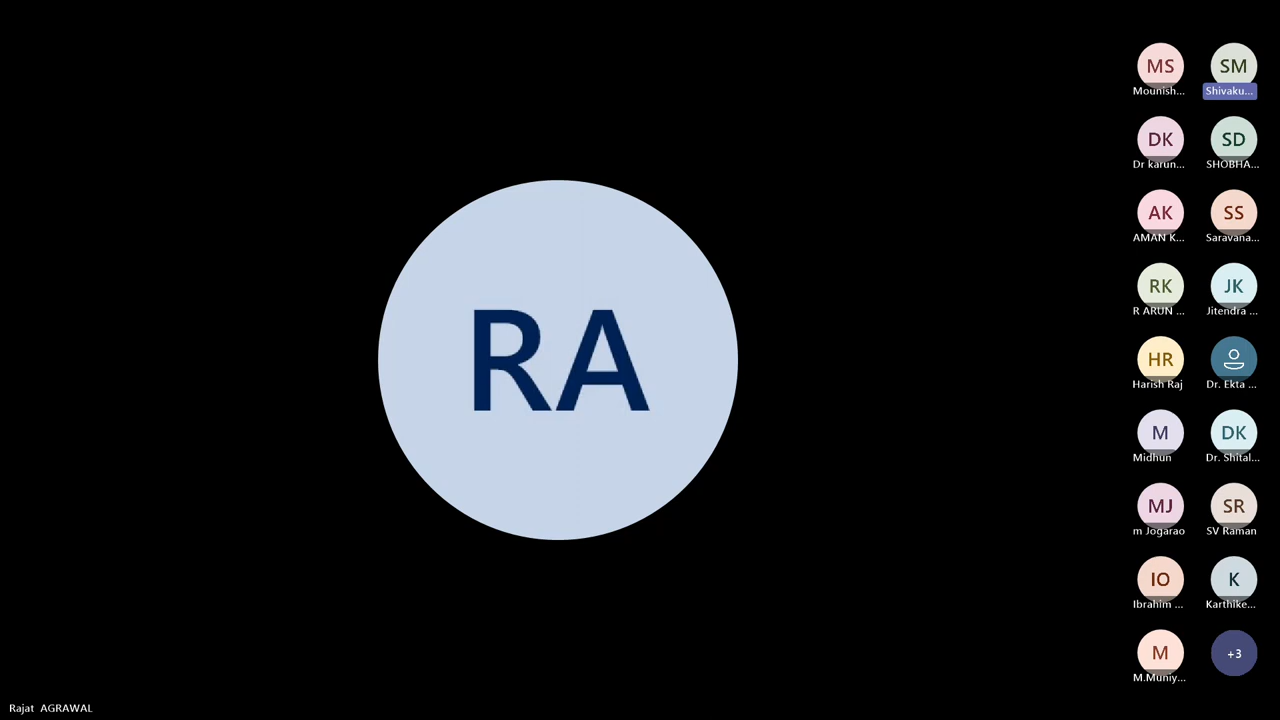 MS SM
Mounish... Shivaku...
DK SD
Dr karun... SHOBHA...
AK SS
AMAN K... Saravana...
RK JK
R ARUN ... Jitendra ...
RA
HR
Harish Raj Dr. Ekta ...
M DK
Midhun Dr. Shital...
MJ SR
m Jogarao SV Raman
IO K
Ibrahim ... Karthike...
M +3
M.Muniy...
Rajat AGRAWAL